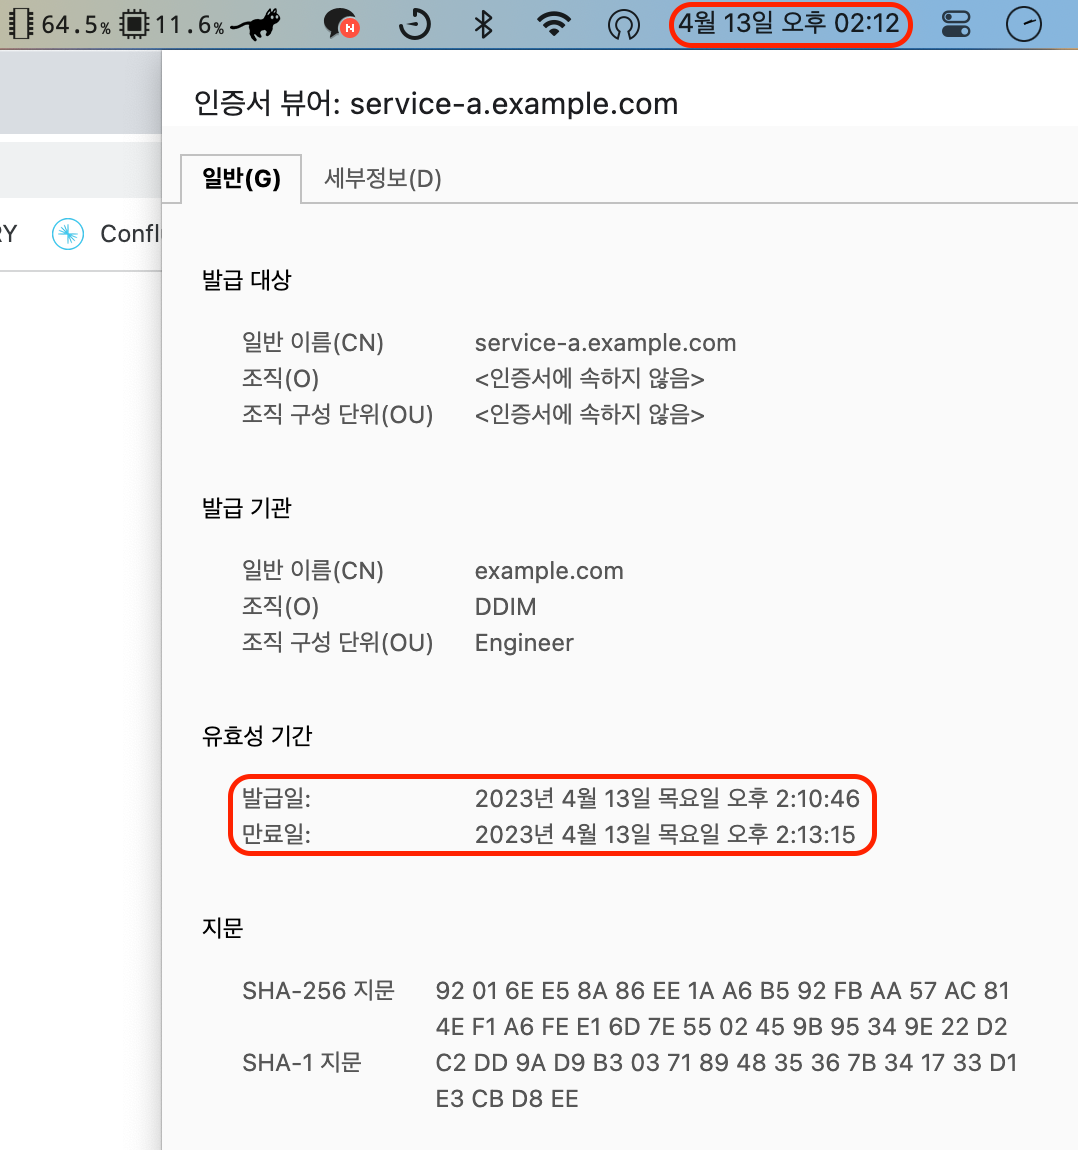 64.5% 11.6% N 4월 13일 오후 02:12
인증서 뷰어: service-a.example.com
일반(G) 세부정보(D)
RY Conflu
발급 대상
일반 이름(CN) service-a.example.com
조직(O) <인증서에 속하지 않음>
조직 구성 단위(OU) <인증서에 속하지 않음>
발급 기관
일반 이름(CN) example.com
조직(O) DDIM
조직 구성 단위(OU) Engineer
유효성 기간
발급일: 2023년 4월 13일 목요일 오후 2:10:46
만료일: 2023년 4월 13일 목요일 오후 2:13:15
지문
SHA-256 지문 92 01 6E E5 8A 86 EE 1A A6 B5 92 FB AA 57 AC 81
4E F1 A6 FE E1 6D 7E 55 02 45 9B 95 34 9E 22 D2
SHA-1 지문 C2 DD 9A D9 B3 03 71 89 48 35 36 7B 34 17 33 D1
E3 CB D8 EE